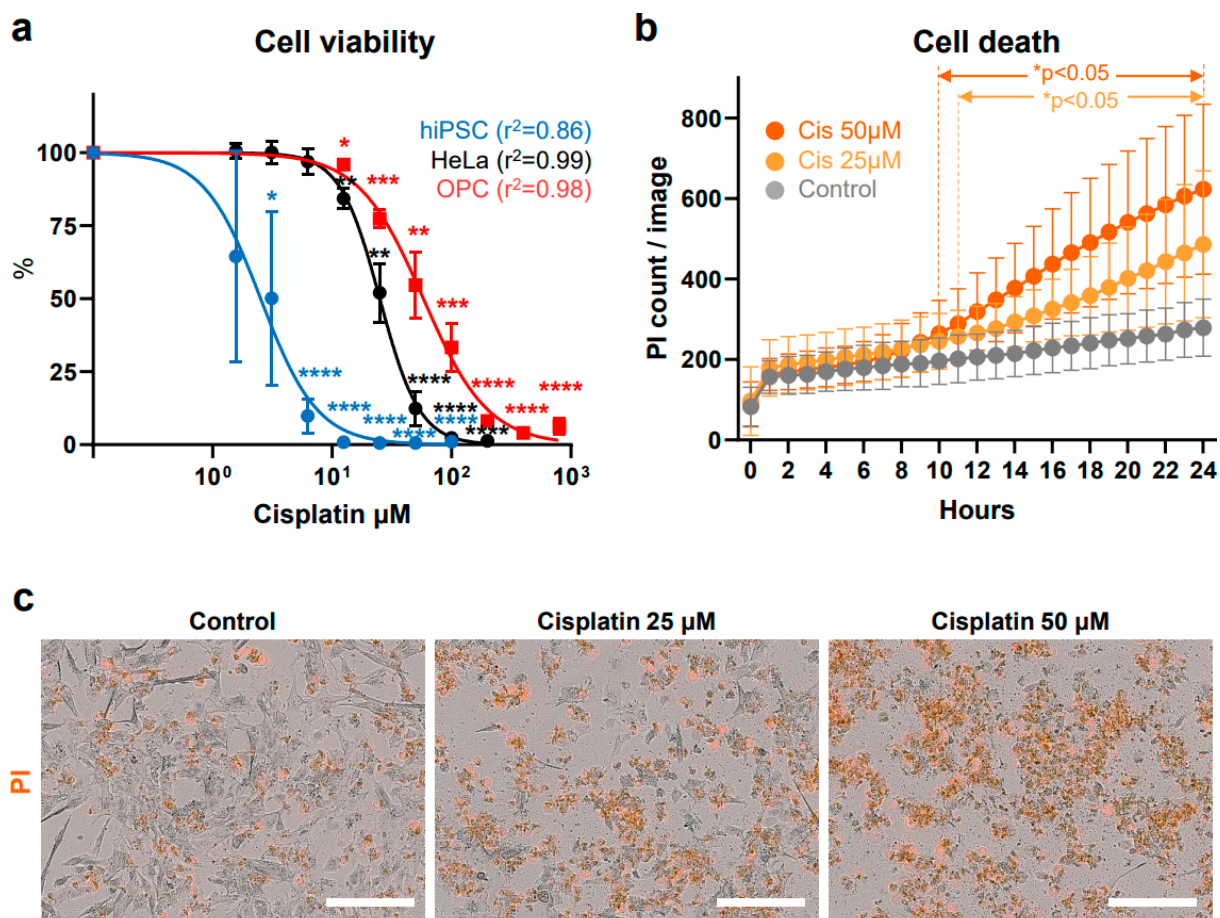 a
Cell viability
hiPSC (r²=0.86)
HeLa (r²=0.99)
OPC (r²=0.98)
100
75
50
25
0
%
10⁰
10¹
10²
10³
Cisplatin µM
*
*
***
**
**
**
***
****
****
****
****
****
****
****
****
****
****
****
b
Cell death
*p<0.05
*p<0.05
Cis 50µM
Cis 25µM
Control
800
600
400
200
0
PI count / image
0 2 4 6 8 10 12 14 16 18 20 22 24
Hours
c
Control
Cisplatin 25 µM
Cisplatin 50 µM
PI